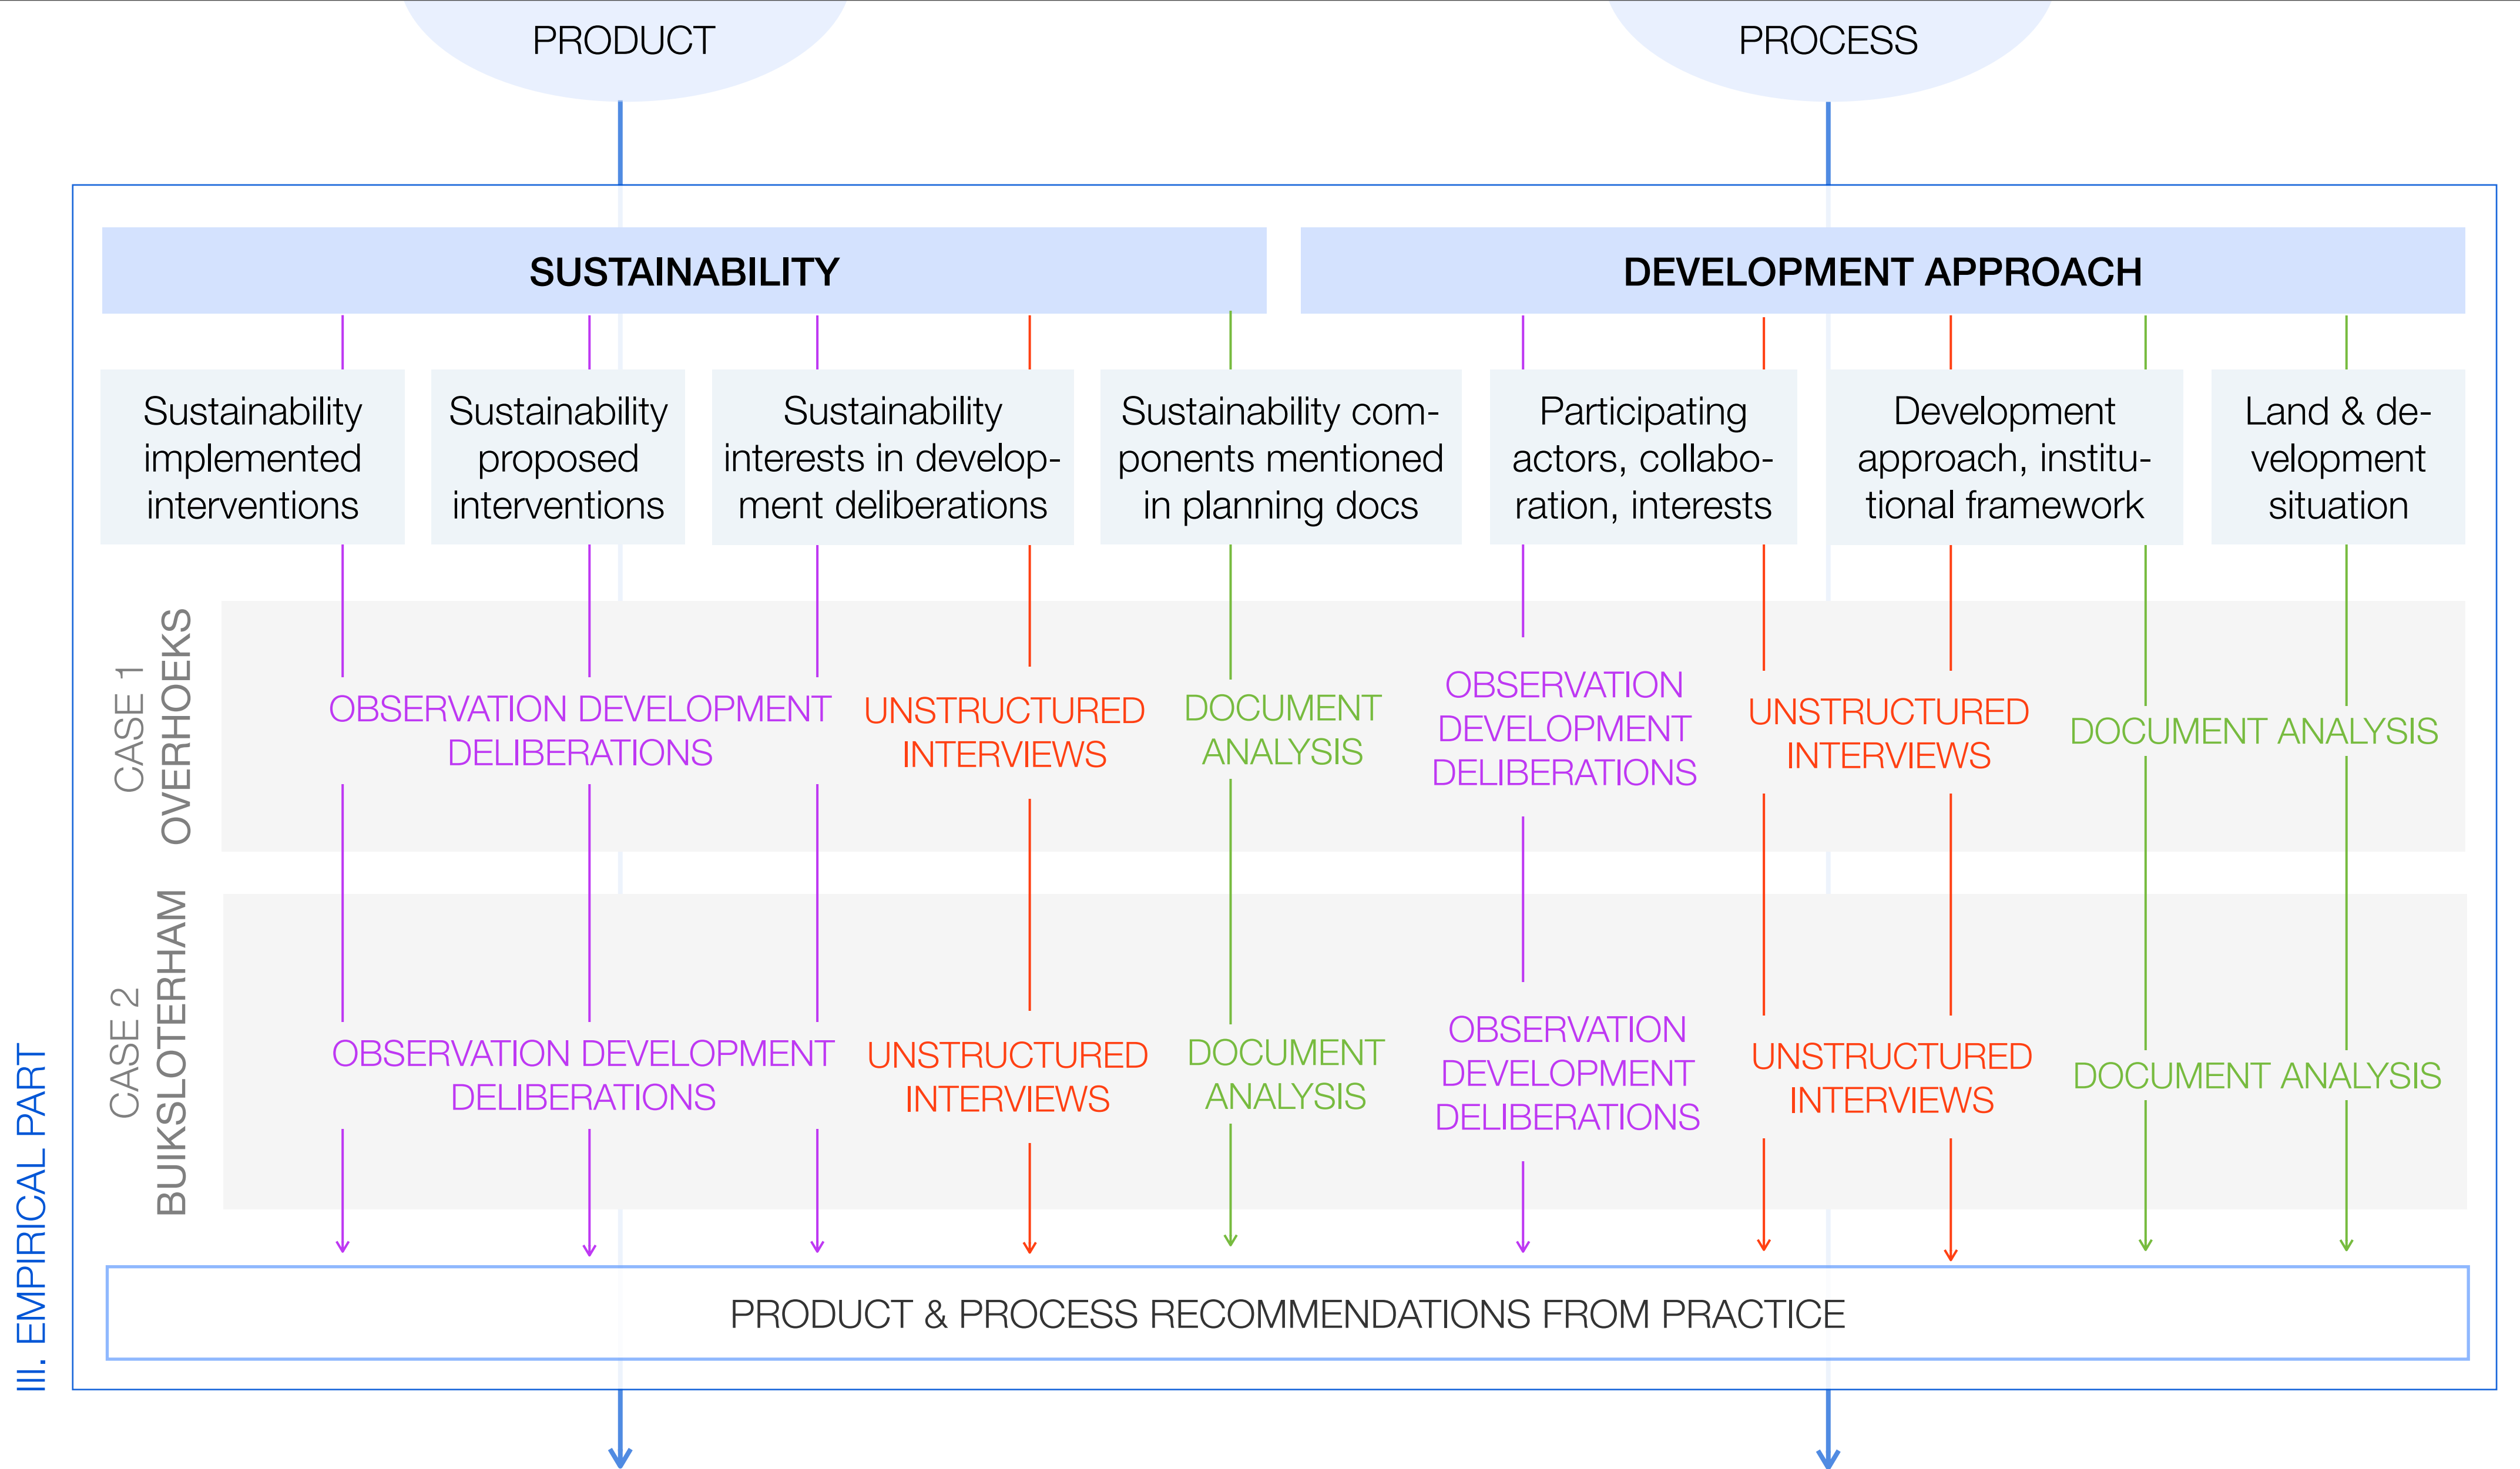 PRODUCT
PROCESS
SUSTAINABILITY
DEVELOPMENT APPROACH
Sustainability
implemented
interventions
Sustainability
proposed
interventions
Sustainability
interests in develop-
ment deliberations
Sustainability com-
ponents mentioned
in planning docs
Participating
actors, collabo-
ration, interests
Development
approach, institu-
tional framework
Land & de-
velopment
situation
CASE 1
OVERHOEKS
OBSERVATION DEVELOPMENT
DELIBERATIONS
UNSTRUCTURED
INTERVIEWS
DOCUMENT
ANALYSIS
OBSERVATION
DEVELOPMENT
DELIBERATIONS
UNSTRUCTURED
INTERVIEWS
DOCUMENT ANALYSIS
CASE 2
BUIKSLOTERHAM
OBSERVATION DEVELOPMENT
DELIBERATIONS
UNSTRUCTURED
INTERVIEWS
DOCUMENT
ANALYSIS
OBSERVATION
DEVELOPMENT
DELIBERATIONS
UNSTRUCTURED
INTERVIEWS
DOCUMENT ANALYSIS
III. EMPIRICAL PART
PRODUCT & PROCESS RECOMMENDATIONS FROM PRACTICE